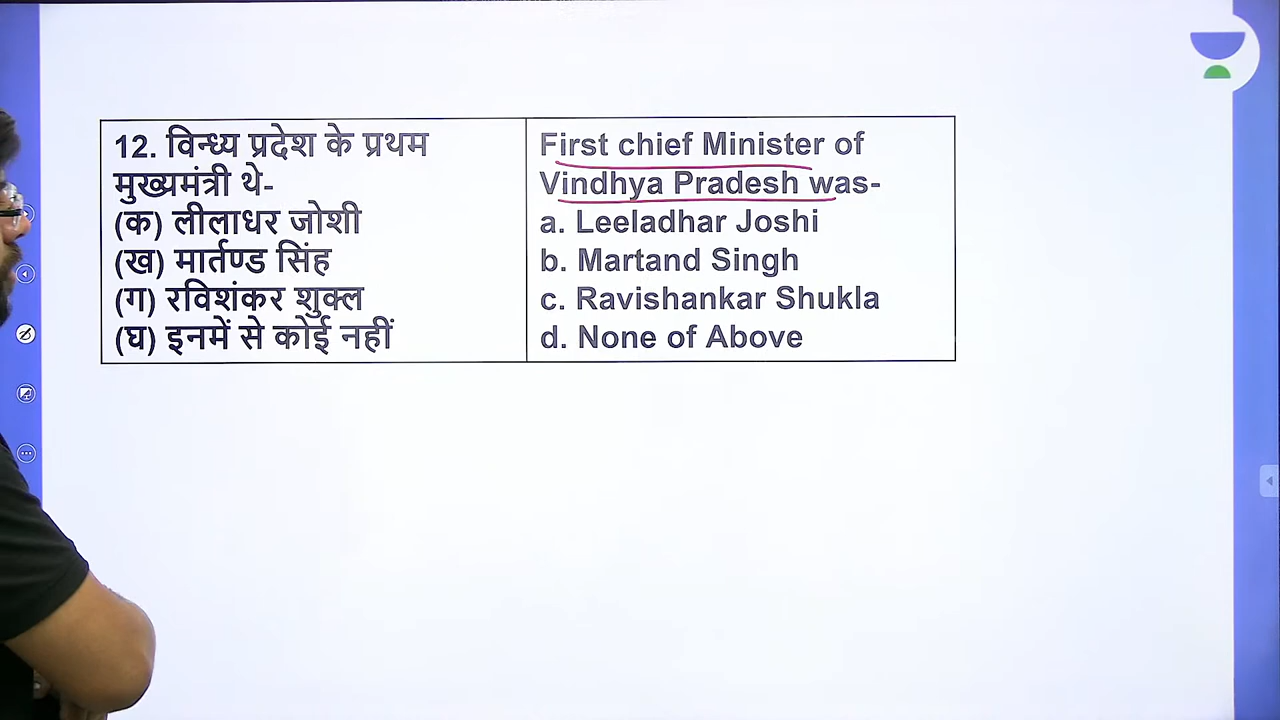 12. विन्ध्य प्रदेश के प्रथम
मुख्यमंत्री थे-
(क) लीलाधर जोशी
(ख) मार्तण्ड सिंह
(ग) रविशंकर शुक्ल
(घ) इनमें से कोई नहीं
First chief Minister of
Vindhya Pradesh was-
a. Leeladhar Joshi
b. Martand Singh
c. Ravishankar Shukla
d. None of Above